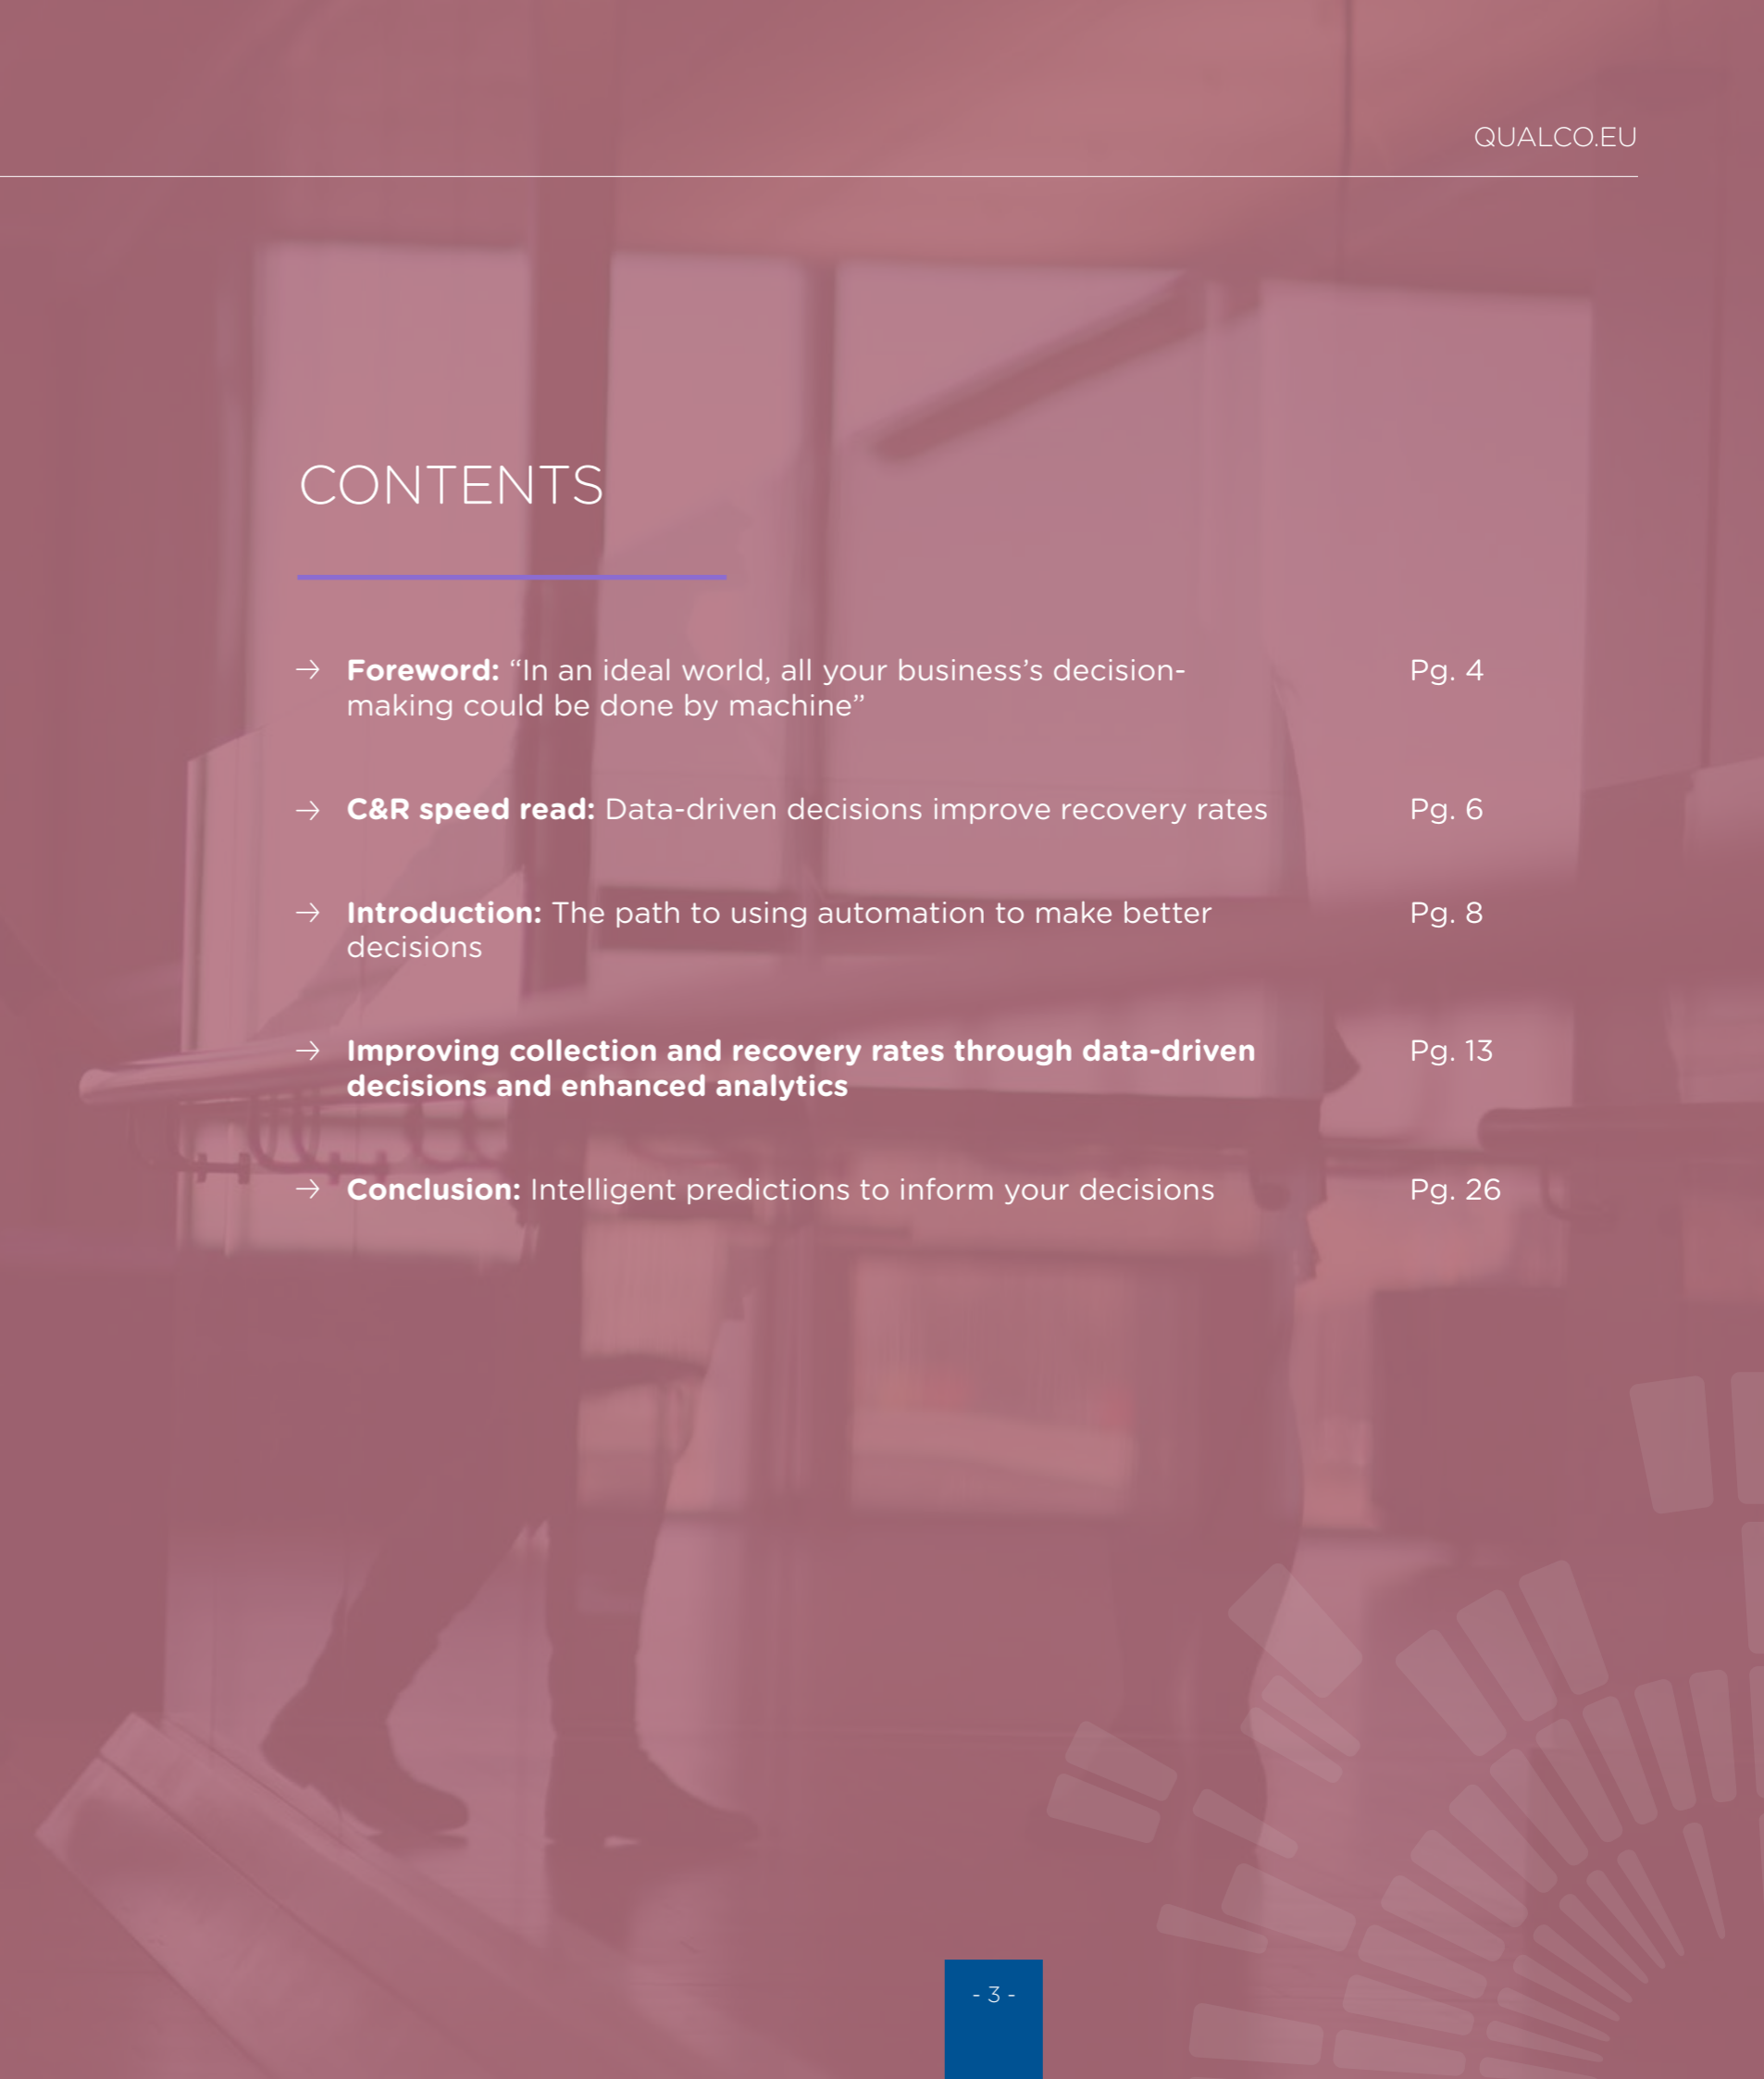 QUALCO.EU
CONTENTS
→ Foreword: “In an ideal world, all your business’s decision- Pg. 4
making could be done by machine”
→ C&R speed read: Data-driven decisions improve recovery rates Pg. 6
→ Introduction: The path to using automation to make better Pg. 8
decisions
→ Improving collection and recovery rates through data-driven Pg. 13
decisions and enhanced analytics
→ Conclusion: Intelligent predictions to inform your decisions Pg. 26
- 3 -